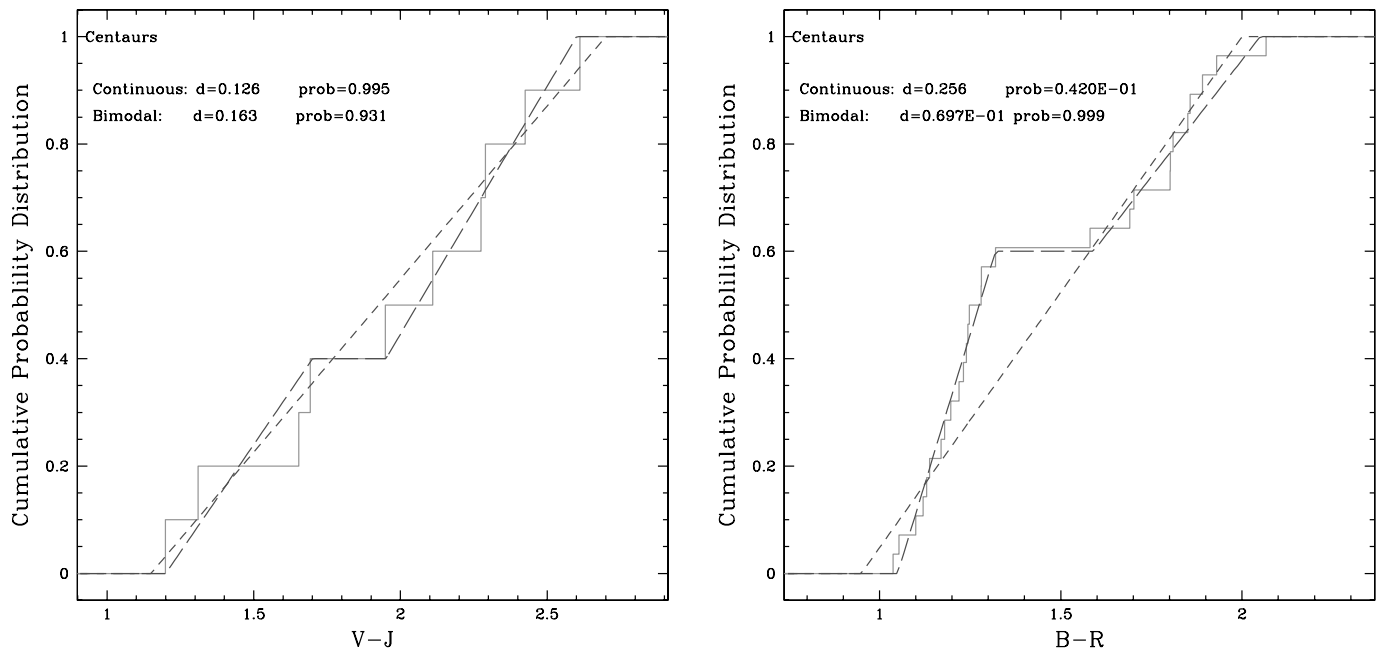 Centaurs
Continuous: d=0.126 prob=0.995
Bimodal: d=0.163 prob=0.931
Cumulative Probablility Distribution
1
0.8
0.6
0.4
0.2
0
1 1.5 2 2.5
V−J
Centaurs
Continuous: d=0.256 prob=0.420E−01
Bimodal: d=0.697E−01 prob=0.999
Cumulative Probablility Distribution
1
0.8
0.6
0.4
0.2
0
1 1.5 2
B−R